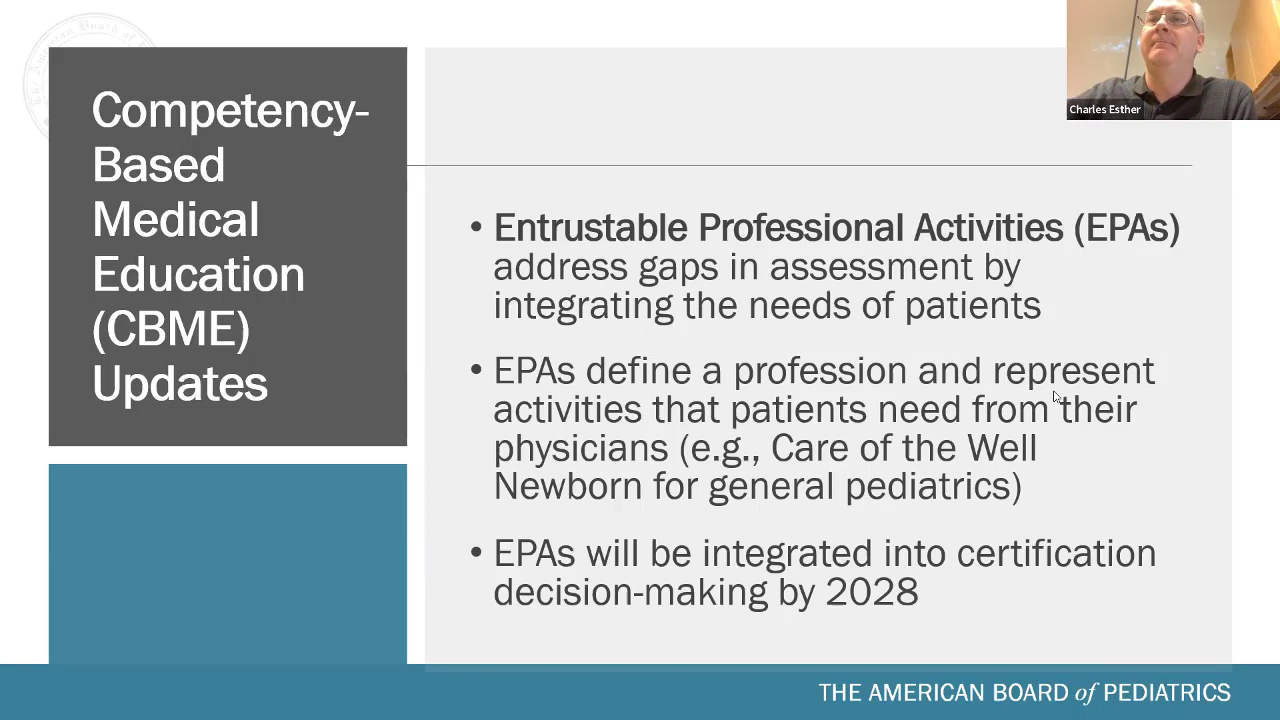 Competency-
Based
Medical
Education
(CBME)
Updates
• Entrustable Professional Activities (EPAs)
address gaps in assessment by
integrating the needs of patients
• EPAs define a profession and represent
activities that patients need from their
physicians (e.g., Care of the Well
Newborn for general pediatrics)
• EPAs will be integrated into certification
decision-making by 2028
Charles Esther
THE AMERICAN BOARD of PEDIATRICS